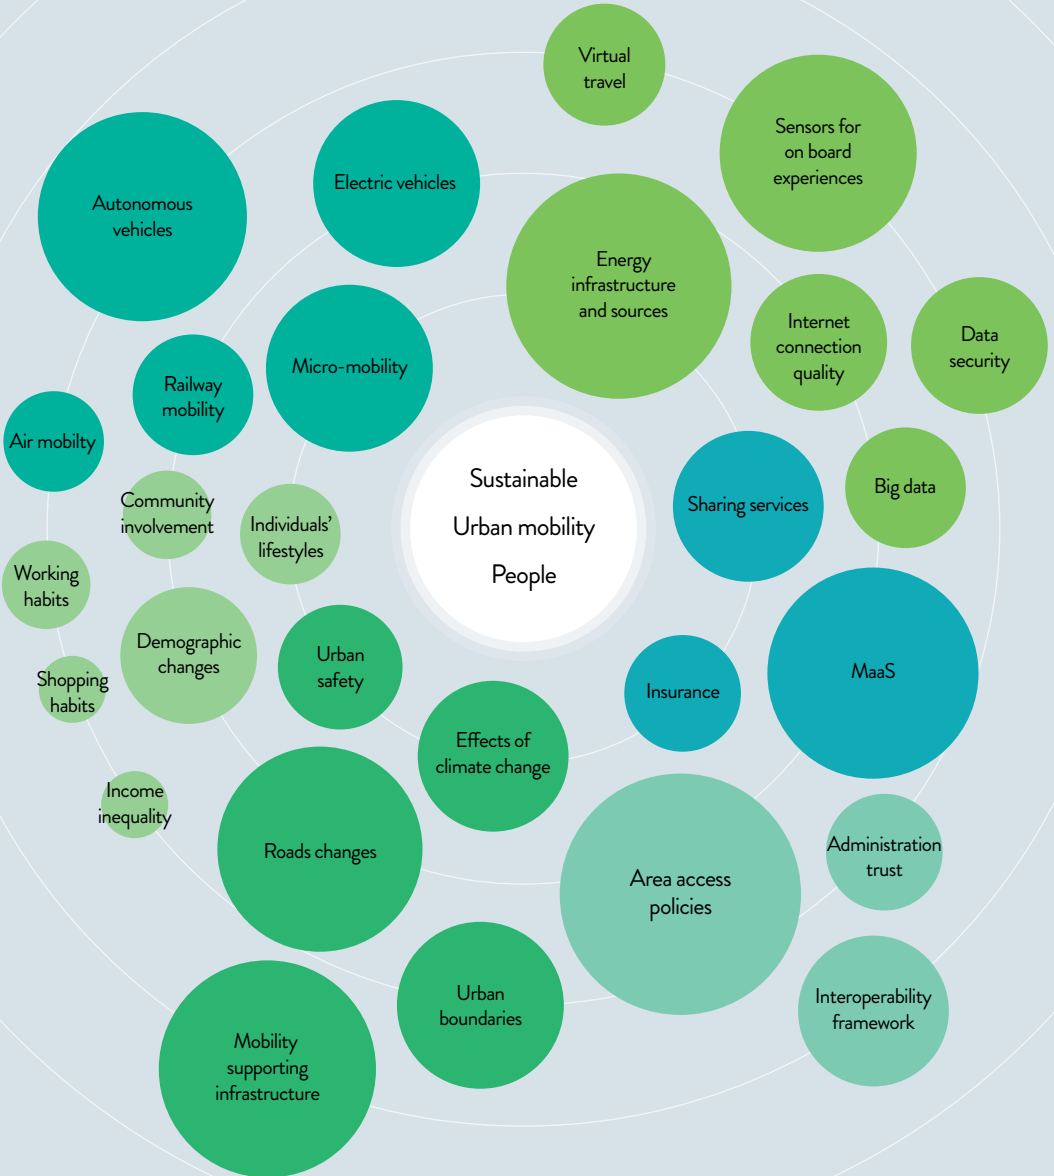 Virtual
travel
Sensors for
on board
experiences
Electric vehicles
Autonomous
vehicles
Energy
infrastructure
and sources
Internet
connection
quality
Data
security
Micro-mobility
Railway
mobility
Air mobilty
Sustainable
Urban mobility
People
Sharing services
Big data
Community
involvement
Individuals'
lifestyles
Working
habits
Demographic
changes
Urban
safety
Shopping
habits
Insurance
MaaS
Effects of
climate change
Income
inequality
Roads changes
Area access
policies
Administration
trust
Urban
boundaries
Interoperability
framework
Mobility
supporting
infrastructure